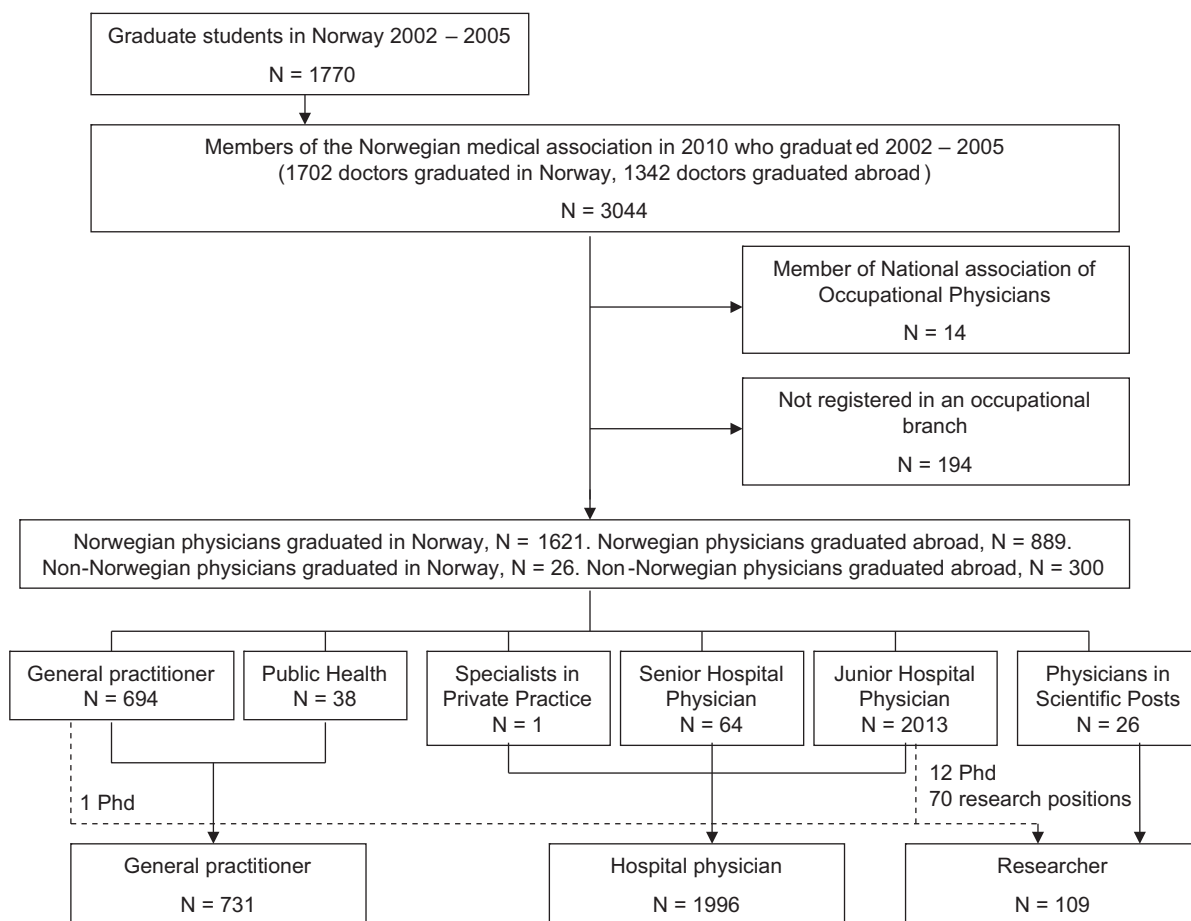 Graduate students in Norway 2002 – 2005
N = 1770
Members of the Norwegian medical association in 2010 who graduated 2002 – 2005
(1702 doctors graduated in Norway, 1342 doctors graduated abroad)
N = 3044
Member of National association of
Occupational Physicians
N = 14
Not registered in an occupational
branch
N = 194
Norwegian physicians graduated in Norway, N = 1621. Norwegian physicians graduated abroad, N = 889.
Non-Norwegian physicians graduated in Norway, N = 26. Non-Norwegian physicians graduated abroad, N = 300
General practitioner
N = 694
Public Health
N = 38
Specialists in
Private Practice
N = 1
Senior Hospital
Physician
N = 64
Junior Hospital
Physician
N = 2013
Physicians in
Scientific Posts
N = 26
1 Phd
12 Phd
70 research positions
General practitioner
N = 731
Hospital physician
N = 1996
Researcher
N = 109